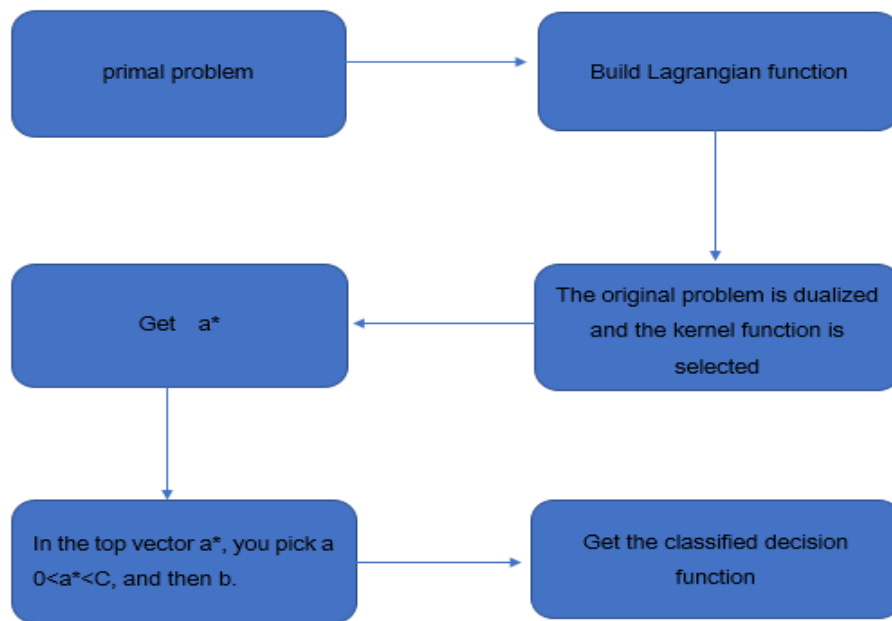 primal problem
Build Lagrangian function
The original problem is dualized
and the kernel function is
selected
Get a*
In the top vector a*, you pick a
0<a*<C, and then b.
Get the classified decision
function